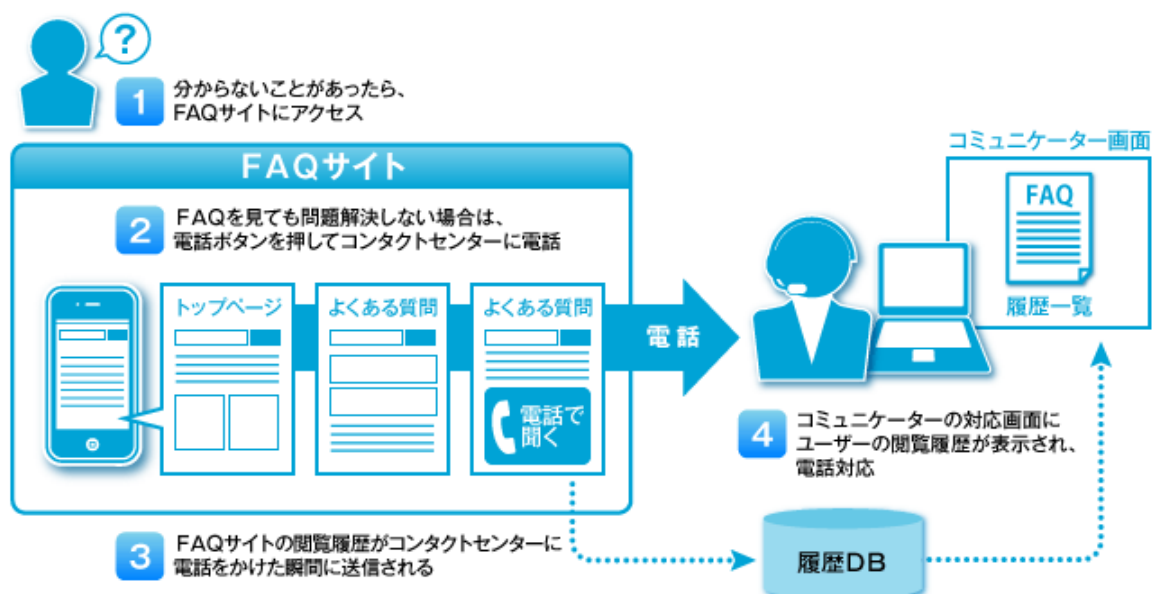 ?
1
分からないことがあったら、
FAQサイトにアクセス
FAQサイト
2
FAQを見ても問題解決しない場合は、
電話ボタンを押してコンタクトセンターに電話
トップページ
よくある質問
よくある質問
電話で
聞く
電話
コミュニケーター画面
FAQ
履歴一覧
3
FAQサイトの閲覧履歴がコンタクトセンターに
電話をかけた瞬間に送信される
4
コミュニケーターの対応画面に
ユーザーの閲覧履歴が表示され、
電話対応
履歴DB